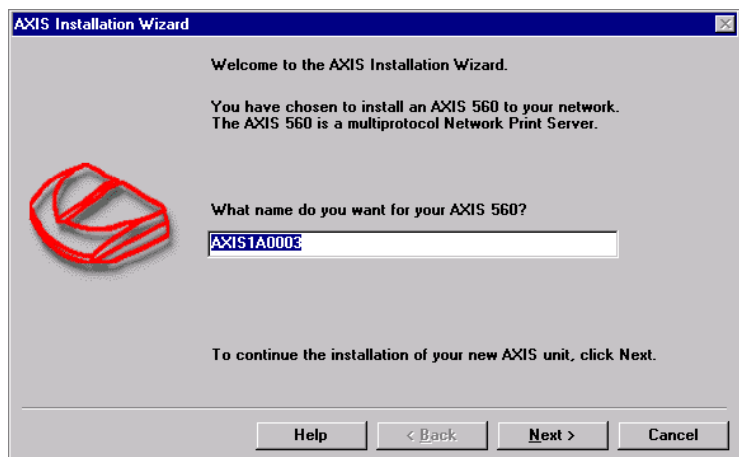 AXIS Installation Wizard
Welcome to the AXIS Installation Wizard.
You have chosen to install an AXIS 560 to your network.
The AXIS 560 is a multiprotocol Network Print Server.
What name do you want for your AXIS 560?
AXIS1A0003
To continue the installation of your new AXIS unit, click Next.
Help
< Back
Next >
Cancel